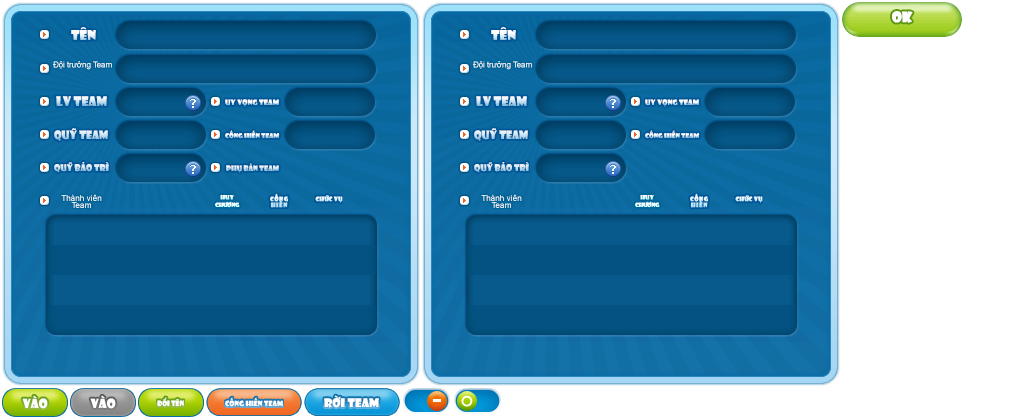 TÊN
Đội trưởng Team
LV TEAM ? UY VỌNG TEAM
QUỸ TEAM CỐNG HIẾN TEAM
QUỸ BẢO TRÌ ? PHỤ BẢN TEAM
Thành viên Team HUY CHƯƠNG CỐNG HIẾN CHỨC VỤ
TÊN
Đội trưởng Team
LV TEAM ? UY VỌNG TEAM
QUỸ TEAM CỐNG HIẾN TEAM
QUỸ BẢO TRÌ ?
Thành viên Team HUY CHƯƠNG CỐNG HIẾN CHỨC VỤ
OK
VÀO VÀO ĐỔI TÊN CỐNG HIẾN TEAM RỜI TEAM